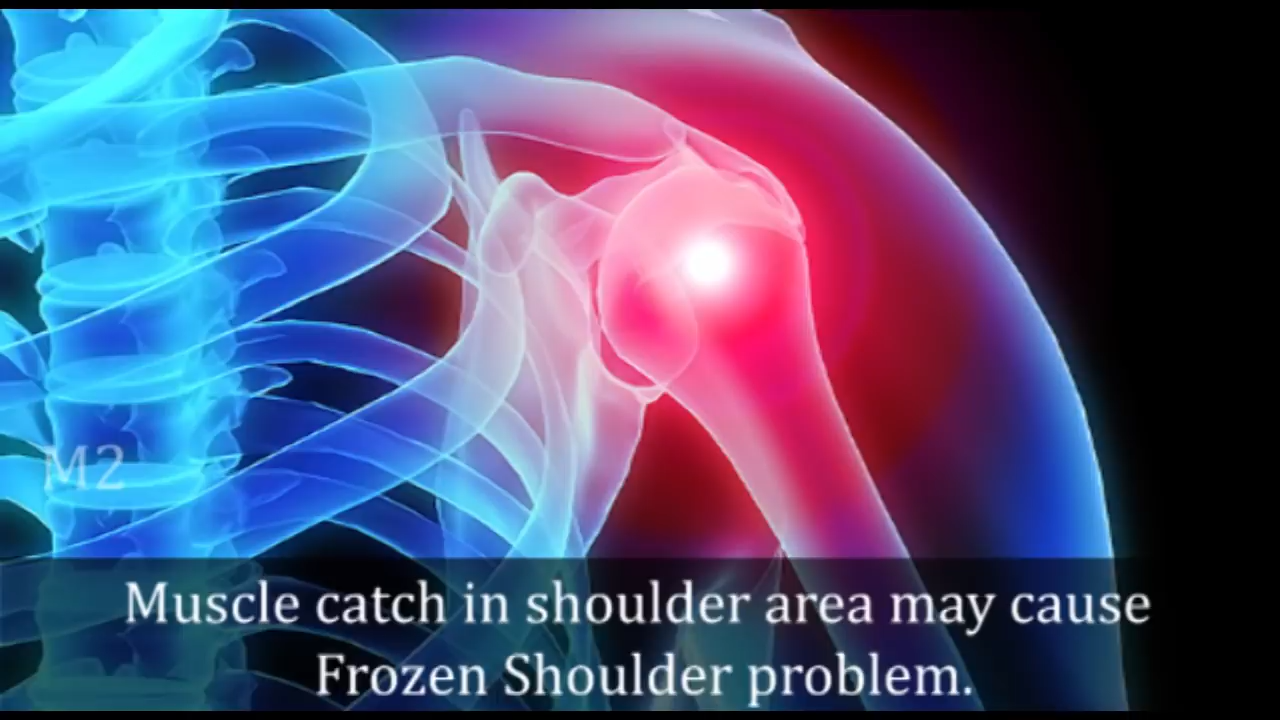 M2
Muscle catch in shoulder area may cause
Frozen Shoulder problem.